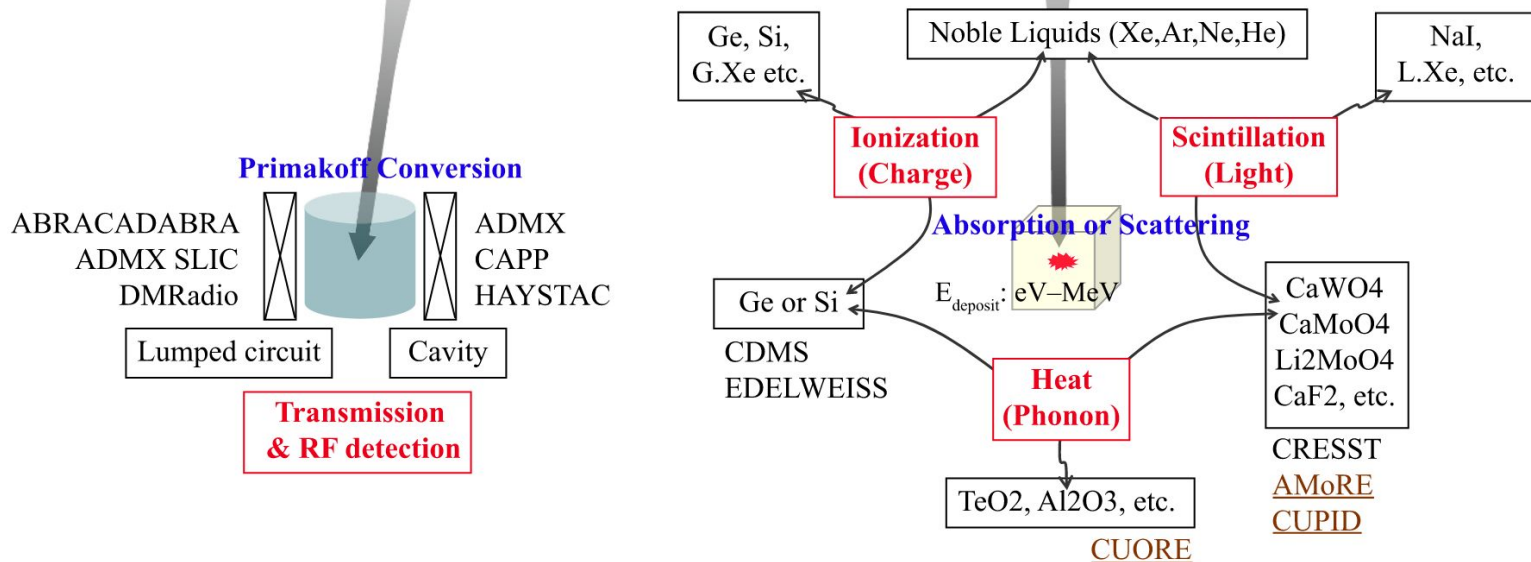 Primakoff Conversion
ABRACADABRA
ADMX SLIC
DMRadio
ADMX
CAPP
HAYSTAC
Lumped circuit
Cavity
Transmission
& RF detection
Ge, Si,
G.Xe etc.
Noble Liquids (Xe,Ar,Ne,He)
NaI,
L.Xe, etc.
Ionization
(Charge)
Scintillation
(Light)
Absorption or Scattering
E_deposit: eV–MeV
Ge or Si
CDMS
EDELWEISS
Heat
(Phonon)
CaWO4
CaMoO4
Li2MoO4
CaF2, etc.
CRESST
AMoRE
CUPID
TeO2, Al2O3, etc.
CUORE